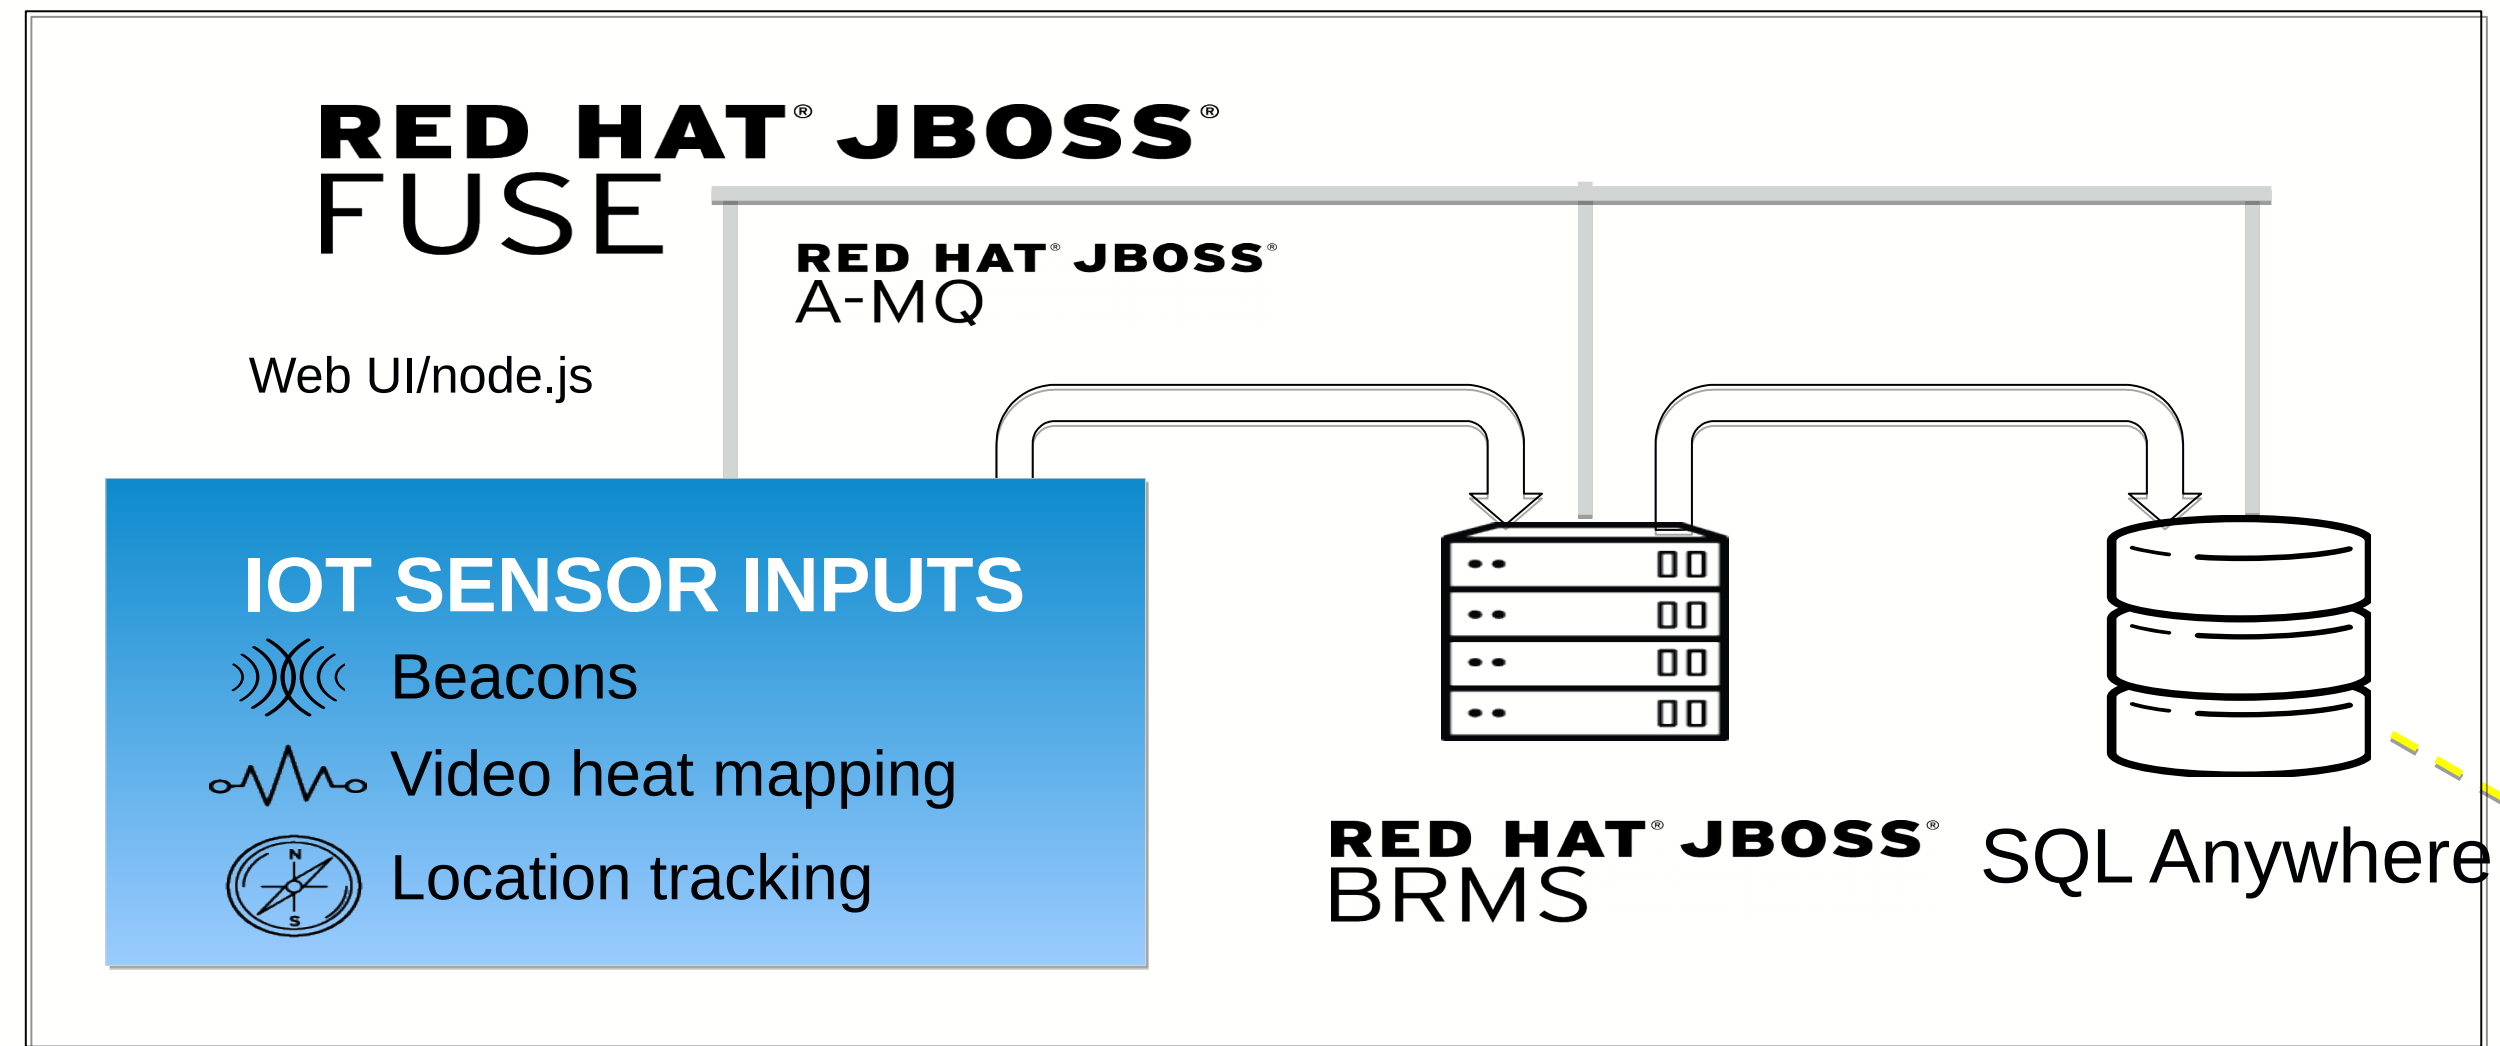 RED HAT® JBOSS®
FUSE
RED HAT® JBOSS®
A-MQ
Web UI/node.js
IOT SENSOR INPUTS
Beacons
Video heat mapping
N
S
Location tracking
RED HAT® JBOSS®
BRMS
SQL Anywhere